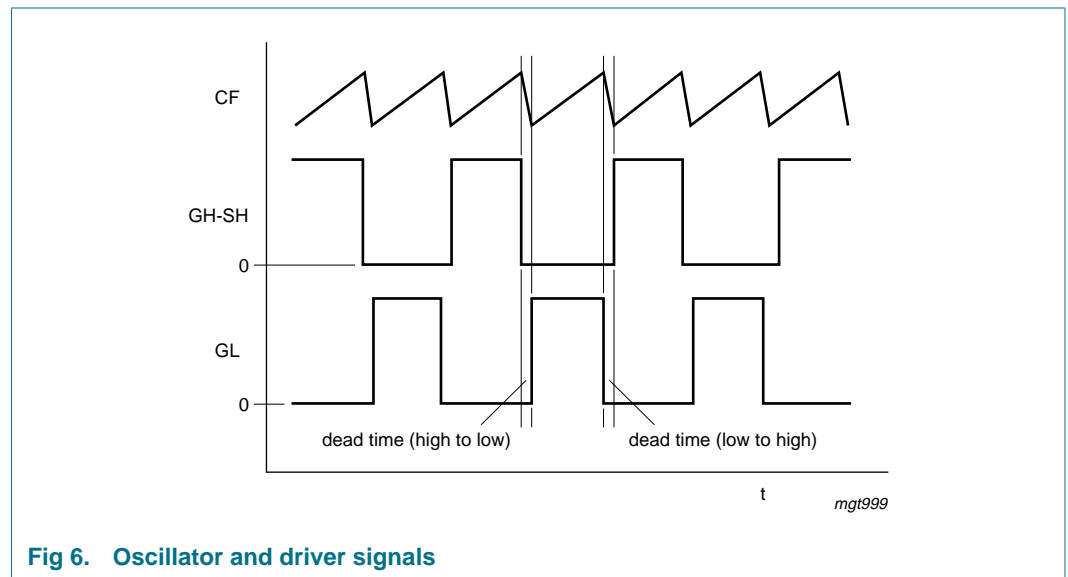 CF
GH-SH
0
GL
0
dead time (high to low)
dead time (low to high)
t
mgt999
Fig 6. Oscillator and driver signals